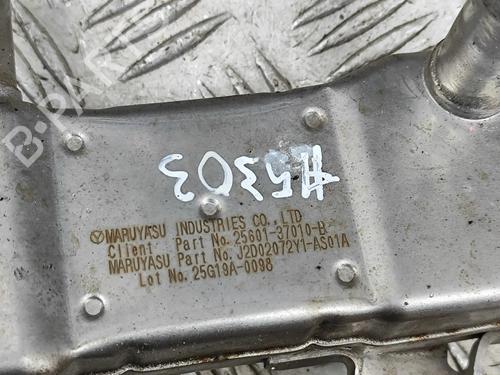 B-PARTS
#5303
MARUYASU INDUSTRIES CO., LTD
Client Part No. 25601-37010-B
MARUYASU Part No. J2D02072Y1-AS01A
Lot No. 25G19A-0098